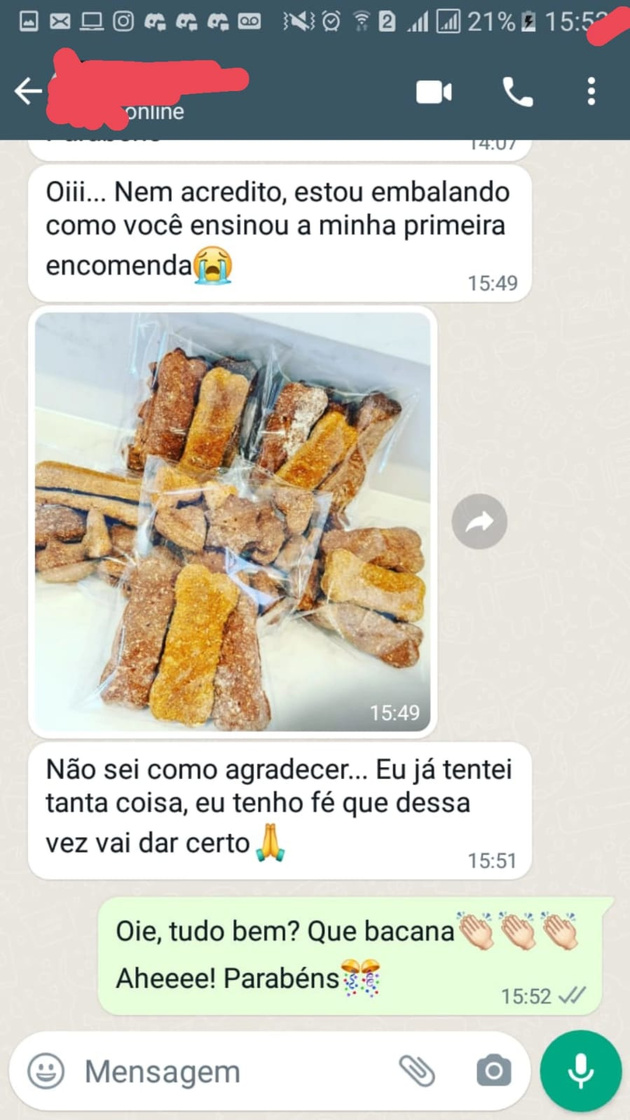 2 21% 15:5
online
14:07
Oiii... Nem acredito, estou embalando
como você ensinou a minha primeira
encomenda😭
15:49
15:49
Não sei como agradecer... Eu já tentei
tanta coisa, eu tenho fé que dessa
vez vai dar certo🙏
15:51
Oie, tudo bem? Que bacana👏🏻👏🏻👏🏻
Aheeee! Parabéns🎊
15:52
Mensagem